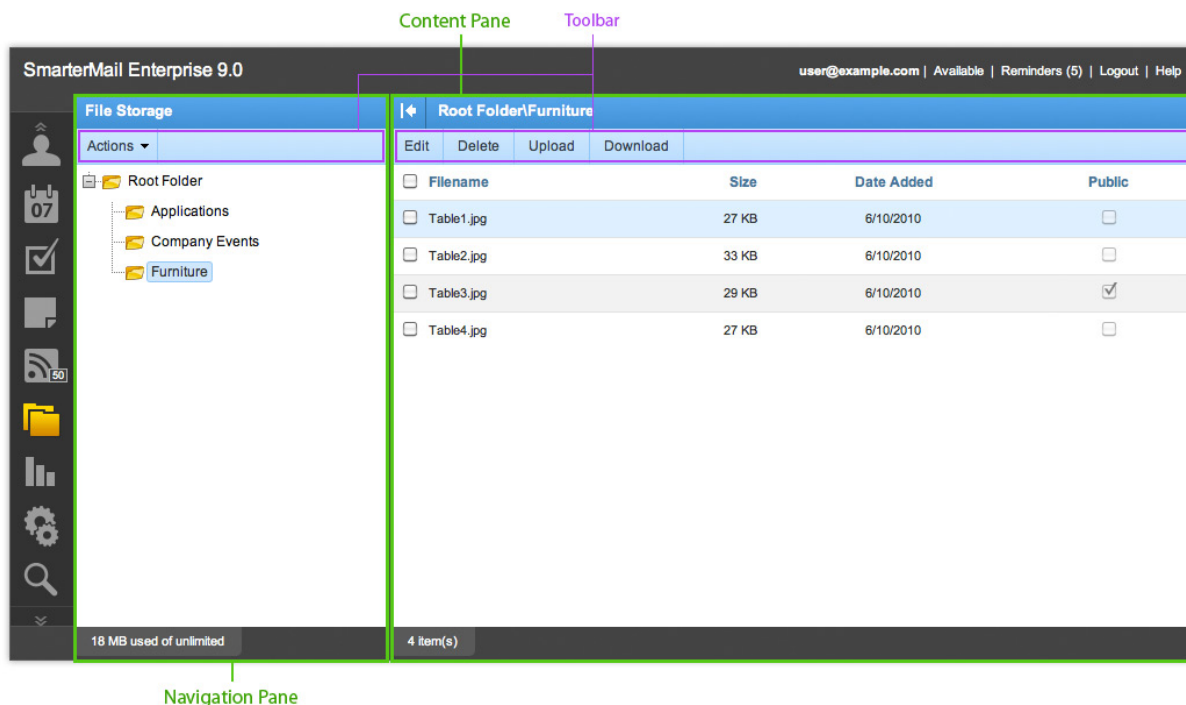 Content Pane Toolbar
SmarterMail Enterprise 9.0 user@example.com | Available | Reminders (5) | Logout | Help
File Storage Root Folder\Furniture
Actions Edit Delete Upload Download
Root Folder Filename Size Date Added Public
Applications Table1.jpg 27 KB 6/10/2010
07
Company Events Table2.jpg 33 KB 6/10/2010
Furniture Table3.jpg 29 KB 6/10/2010
Table4.jpg 27 KB 6/10/2010
50
18 MB used of unlimited 4 item(s)
Navigation Pane